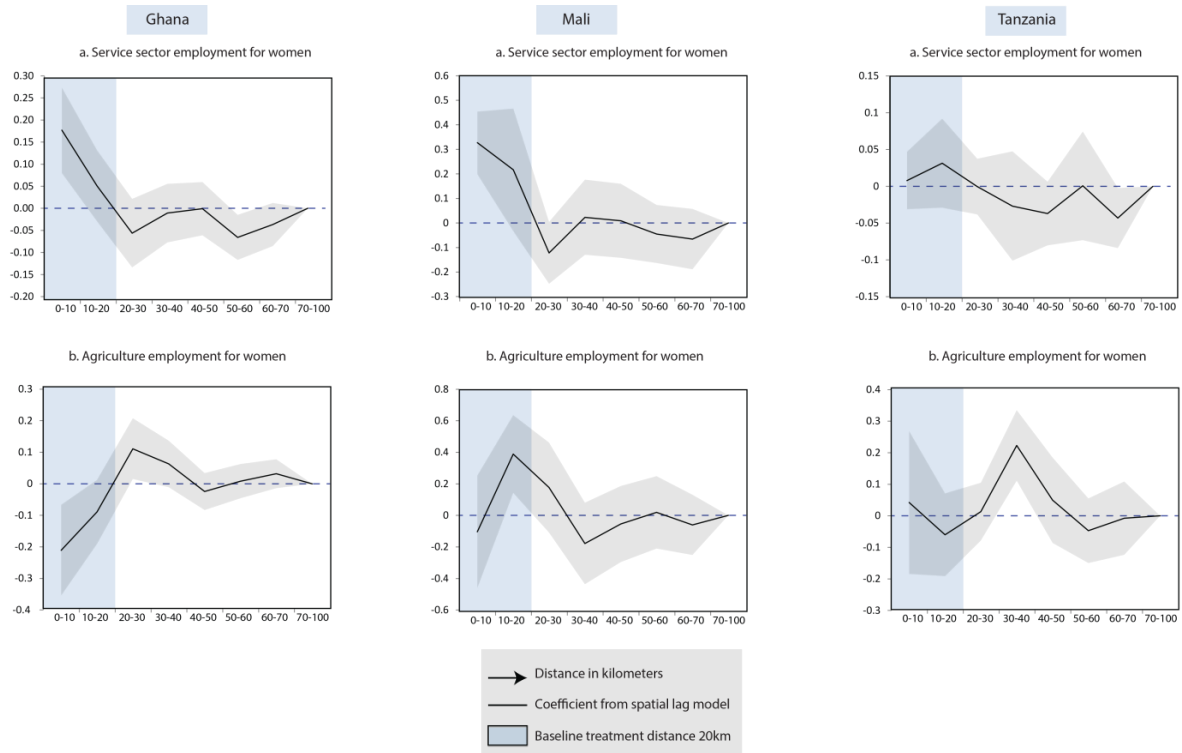 Ghana
Mali
Tanzania
a. Service sector employment for women
0.30
0.25
0.20
0.15
0.10
0.05
0.00
-0.05
-0.10
-0.15
-0.20
0-10 10-20 20-30 30-40 40-50 50-60 60-70 70-100
a. Service sector employment for women
0.6
0.5
0.4
0.3
0.2
0.1
0
-0.1
-0.2
-0.3
0-10 10-20 20-30 30-40 40-50 50-60 60-70 70-100
a. Service sector employment for women
0.15
0.1
0.05
0
-0.05
-0.1
-0.15
0-10 10-20 20-30 30-40 40-50 50-60 60-70 70-100
b. Agriculture employment for women
0.3
0.2
0.1
0
-0.1
-0.2
-0.3
-0.4
0-10 10-20 20-30 30-40 40-50 50-60 60-70 70-100
b. Agriculture employment for women
0.8
0.6
0.4
0.2
0
-0.2
-0.4
-0.6
0-10 10-20 20-30 30-40 40-50 50-60 60-70 70-100
b. Agriculture employment for women
0.4
0.3
0.2
0.1
0
-0.1
-0.2
-0.3
0-10 10-20 20-30 30-40 40-50 50-60 60-70 70-100
Distance in kilometers
Coefficient from spatial lag model
Baseline treatment distance 20km